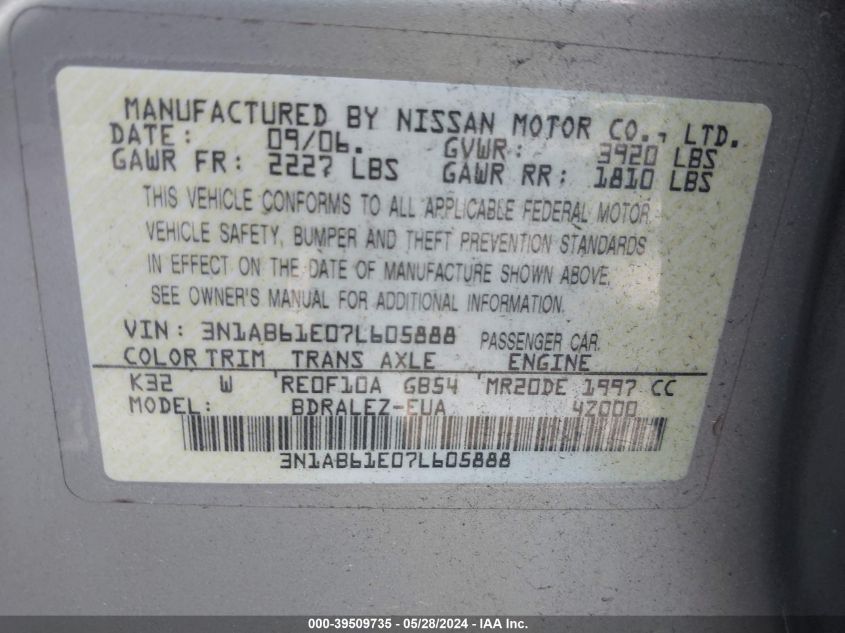 MANUFACTURED BY NISSAN MOTOR CO., LTD.
DATE: 09/06. GVWR: 3920 LBS
GAWR FR: 2227 LBS GAWR RR: 1810 LBS
THIS VEHICLE CONFORMS TO ALL APPLICABLE FEDERAL MOTOR
VEHICLE SAFETY, BUMPER AND THEFT PREVENTION STANDARDS
IN EFFECT ON THE DATE OF MANUFACTURE SHOWN ABOVE.
SEE OWNER'S MANUAL FOR ADDITIONAL INFORMATION.
VIN: 3N1AB61E07L605888 PASSENGER CAR
COLOR TRIM TRANS AXLE ENGINE
K32 W RE0F10A GB54 MR20DE 1997 CC
MODEL: BDRALEZ-EUA 4Z000
3N1AB61E07L605888
000-39509735 - 05/28/2024 - IAA Inc.